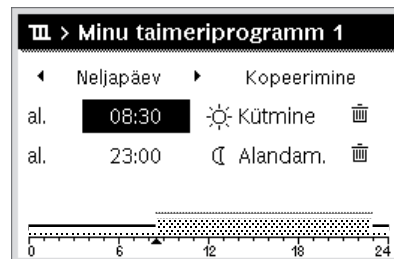 > Minu taimeriprogramm 1
Neljapäev Kopeerimine
al. 08:30 Kütmine
al. 23:00 Alandam.
0 6 12 18 24